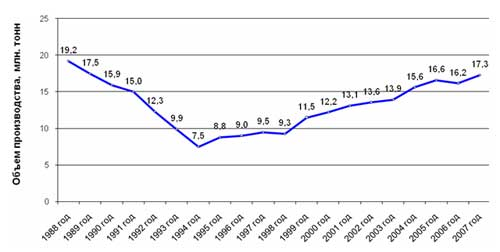 Объем производства, млн. тонн
25
20
15
10
5
0
19,2
17,5
15,9
15,0
12,3
9,9
7,5
8,8
9,0
9,5
9,3
11,5
12,2
13,1
13,6
13,9
15,6
16,6
16,2
17,3
1988 год
1989 год
1990 год
1991 год
1992 год
1993 год
1994 год
1995 год
1996 год
1997 год
1998 год
1999 год
2000 год
2001 год
2002 год
2003 год
2004 год
2005 год
2006 год
2007 год